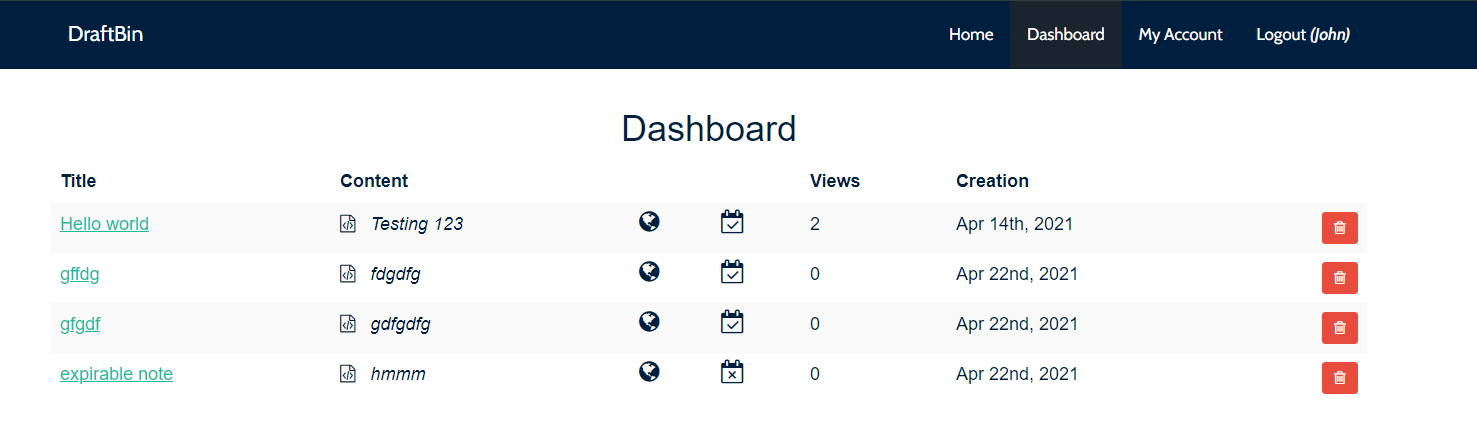 DraftBin Home Dashboard My Account Logout (John)
Dashboard
Title Content Views Creation
Hello world Testing 123 2 Apr 14th, 2021
gffdg fdgdfg 0 Apr 22nd, 2021
gfgdf gdfgdfg 0 Apr 22nd, 2021
expirable note hmmm 0 Apr 22nd, 2021